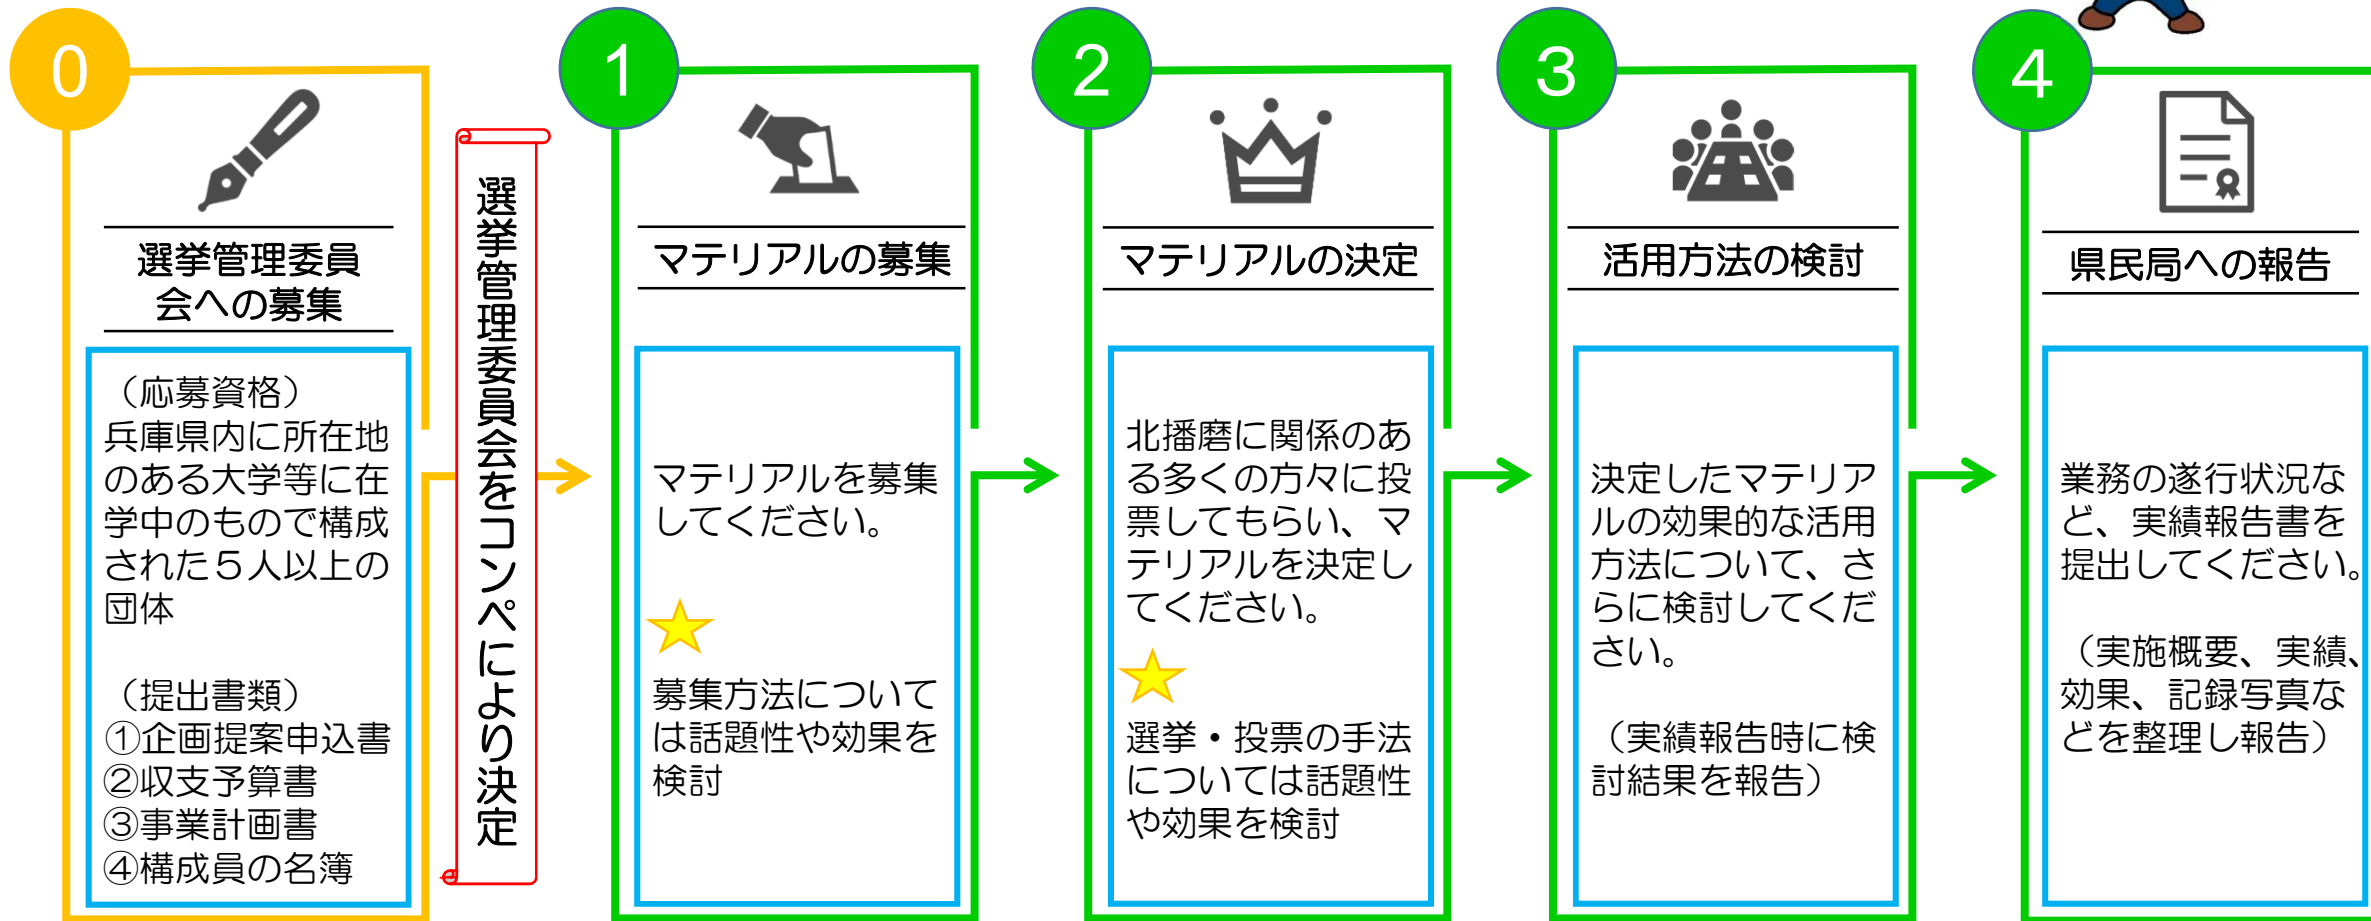 0
選挙管理委員
会への募集
（応募資格）
兵庫県内に所在地
のある大学等に在
学中のもので構成
された５人以上の
団体
（提出書類）
①企画提案申込書
②収支予算書
③事業計画書
④構成員の名簿
選挙管理委員会をコンペにより決定
1
マテリアルの募集
マテリアルを募集
してください。
募集方法について
は話題性や効果を
検討
2
マテリアルの決定
北播磨に関係のあ
る多くの方々に投
票してもらい、マ
テリアルを決定し
てください。
選挙・投票の手法
については話題性
や効果を検討
3
活用方法の検討
決定したマテリア
ルの効果的な活用
方法について、さ
らに検討してくだ
さい。
（実績報告時に検
討結果を報告）
4
県民局への報告
業務の遂行状況な
ど、実績報告書を
提出してください。
（実施概要、実績、
効果、記録写真な
どを整理し報告）